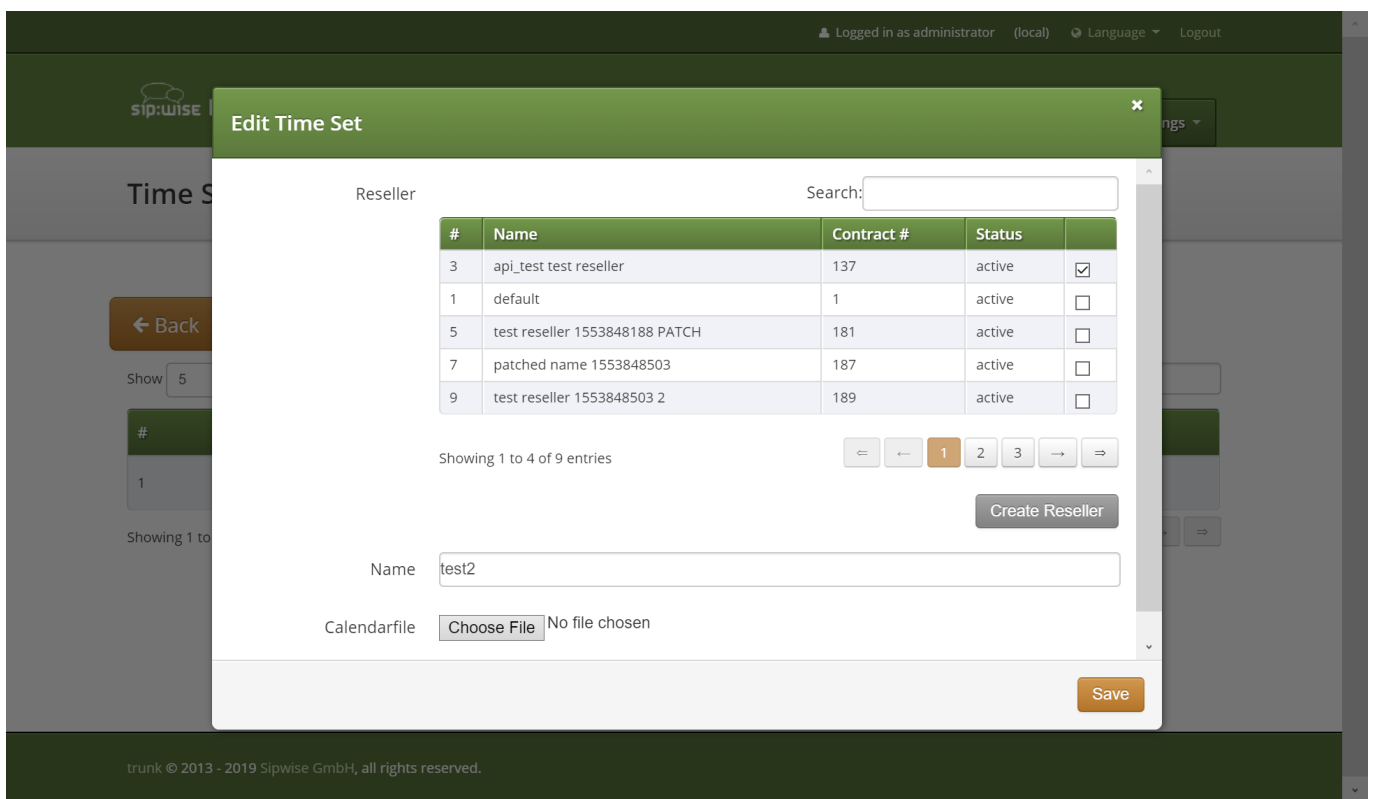 Logged in as administrator (local) Language Logout
sip:wise
ngs
Edit Time Set
Time S
Reseller
Search:
# Name Contract # Status
3 api_test test reseller 137 active
1 default 1 active
5 test reseller 1553848188 PATCH 181 active
7 patched name 1553848503 187 active
9 test reseller 1553848503 2 189 active
Back
Show 5
#
1
Showing 1 to
Showing 1 to 4 of 9 entries
⇐ ← 1 2 3 → ⇒
Create Reseller
⇒
Name test2
Calendarfile Choose File No file chosen
Save
trunk © 2013 - 2019 Sipwise GmbH, all rights reserved.